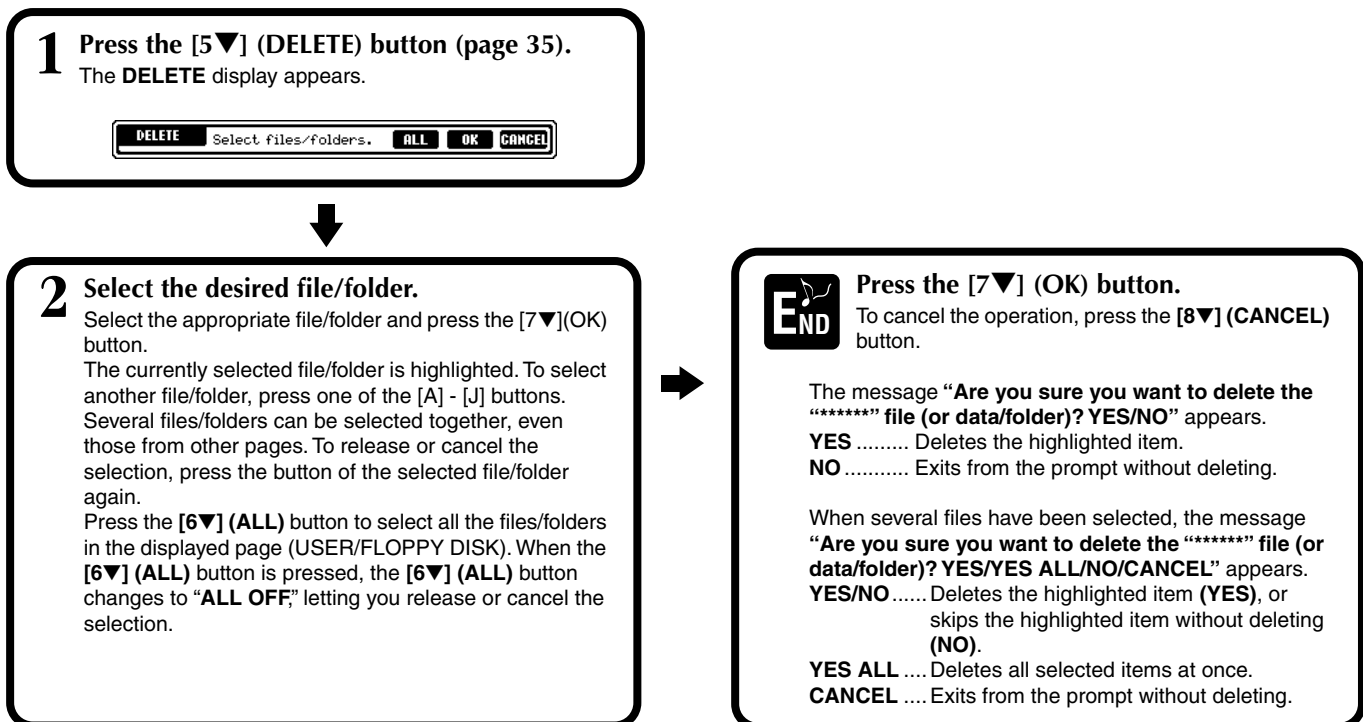 1 Press the [5▼] (DELETE) button (page 35).
The DELETE display appears.
DELETE Select files/folders. ALL OK CANCEL
2 Select the desired file/folder.
Select the appropriate file/folder and press the [7▼](OK)
button.
The currently selected file/folder is highlighted. To select
another file/folder, press one of the [A] - [J] buttons.
Several files/folders can be selected together, even
those from other pages. To release or cancel the
selection, press the button of the selected file/folder
again.
Press the [6▼] (ALL) button to select all the files/folders
in the displayed page (USER/FLOPPY DISK). When the
[6▼] (ALL) button is pressed, the [6▼] (ALL) button
changes to “ALL OFF,” letting you release or cancel the
selection.
END Press the [7▼] (OK) button.
To cancel the operation, press the [8▼] (CANCEL)
button.
The message “Are you sure you want to delete the
“******” file (or data/folder)? YES/NO” appears.
YES ......... Deletes the highlighted item.
NO ........... Exits from the prompt without deleting.
When several files have been selected, the message
“Are you sure you want to delete the “******” file (or
data/folder)? YES/YES ALL/NO/CANCEL” appears.
YES/NO ...... Deletes the highlighted item (YES), or
skips the highlighted item without deleting
(NO).
YES ALL .... Deletes all selected items at once.
CANCEL .... Exits from the prompt without deleting.